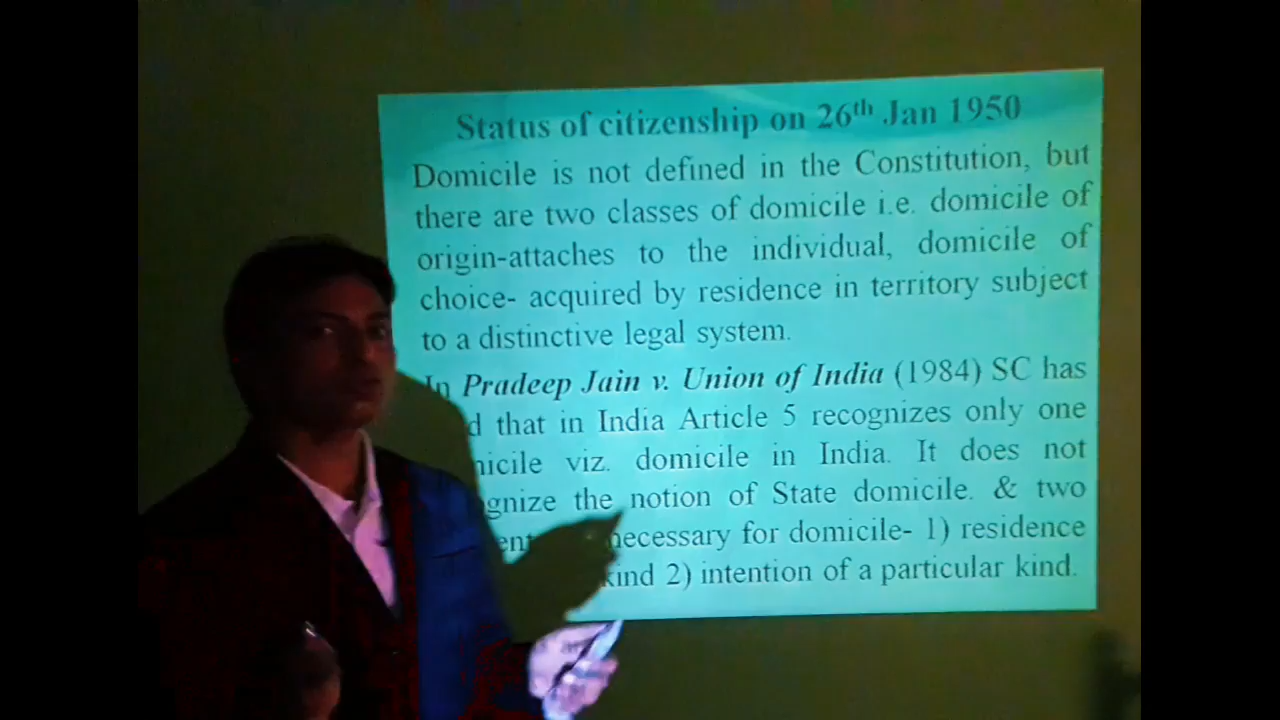 Status of citizenship on 26th Jan 1950
Domicile is not defined in the Constitution, but
there are two classes of domicile i.e. domicile of
origin-attaches to the individual, domicile of
choice- acquired by residence in territory subject
to a distinctive legal system.
In Pradeep Jain v. Union of India (1984) SC has
that in India Article 5 recognizes only one
viz. domicile in India. It does not
the notion of State domicile. & two
necessary for domicile- 1) residence
kind 2) intention of a particular kind.